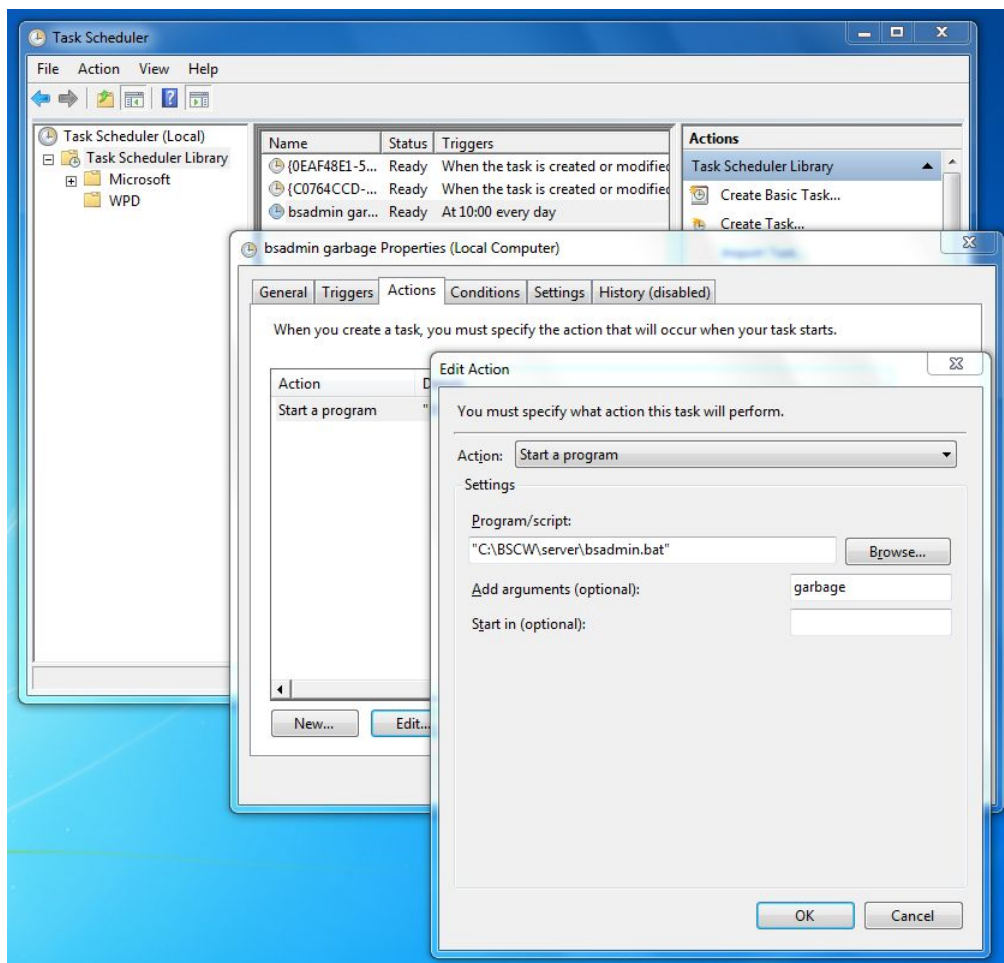 Task Scheduler
File Action View Help
Task Scheduler (Local)
Task Scheduler Library
Microsoft
WPD
Name Status Triggers
{0EAF48E1-5... Ready When the task is created or modified
{C0764CCD-... Ready When the task is created or modified
bsadmin gar... Ready At 10:00 every day
Actions
Task Scheduler Library
Create Basic Task...
Create Task...
bsadmin garbage Properties (Local Computer)
General Triggers Actions Conditions Settings History (disabled)
When you create a task, you must specify the action that will occur when your task starts.
Action D
Start a program "
New... Edit...
Edit Action
You must specify what action this task will perform.
Action: Start a program
Settings
Program/script:
"C:\BSCW\server\bsadmin.bat" Browse...
Add arguments (optional): garbage
Start in (optional):
OK Cancel